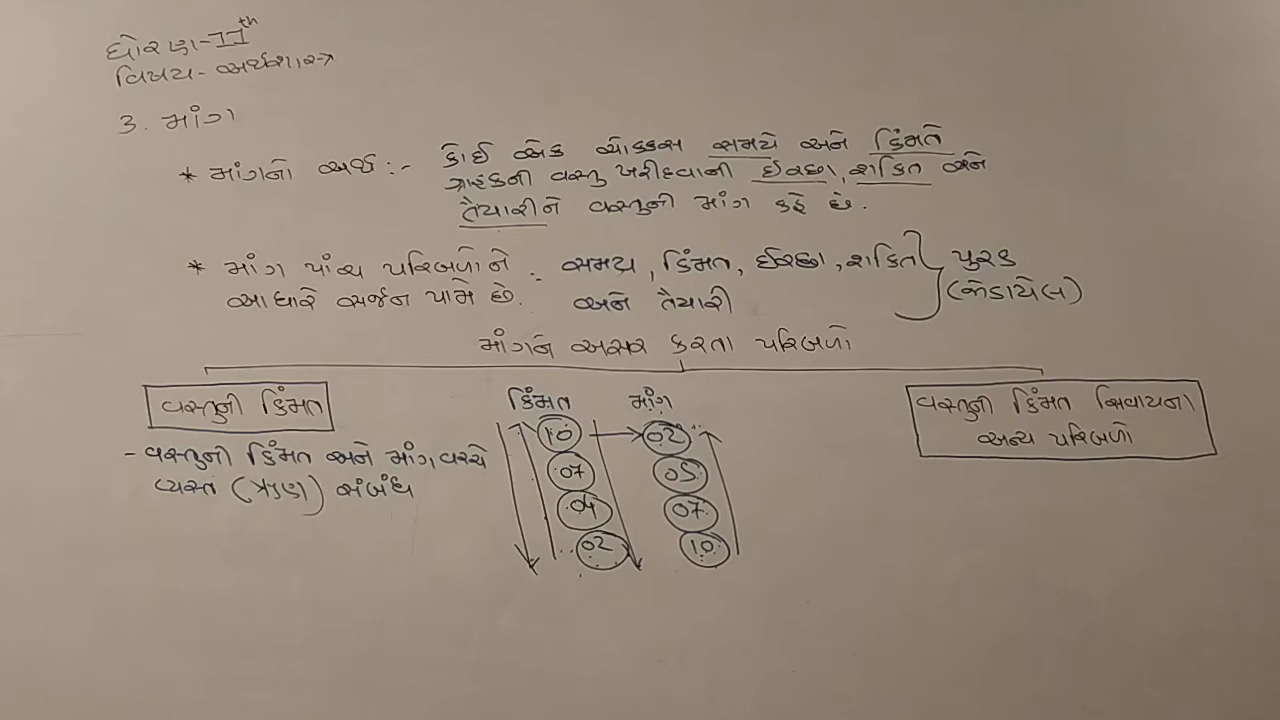 ધોરણ-11th
વિષય - અર્થશાસ્ત્ર
3. માંગ
* માંગનો અર્થ :- કોઈ એક ચોક્કસ સમયે અને કિંમતે
ગ્રાહકની વસ્તુ ખરીદવાની ઈચ્છા, શક્તિ અને
તૈયારીને વસ્તુની માંગ કહે છે.
* માંગ પાંચ પરિબળોને : સમય, કિંમત, ઈચ્છા, શક્તિ પુરક
આધારે સર્જન પામે છે. અને તૈયારી (જોડાયેલ)
માંગને અસર કરતા પરિબળો
વસ્તુની કિંમત
- વસ્તુની કિંમત અને માંગ વચ્ચે
વ્યસ્ત (ઋણ) સંબંધ
કિંમત માંગ
10 02
07 05
04 07
02 10
વસ્તુની કિંમત સિવાયના
અન્ય પરિબળો